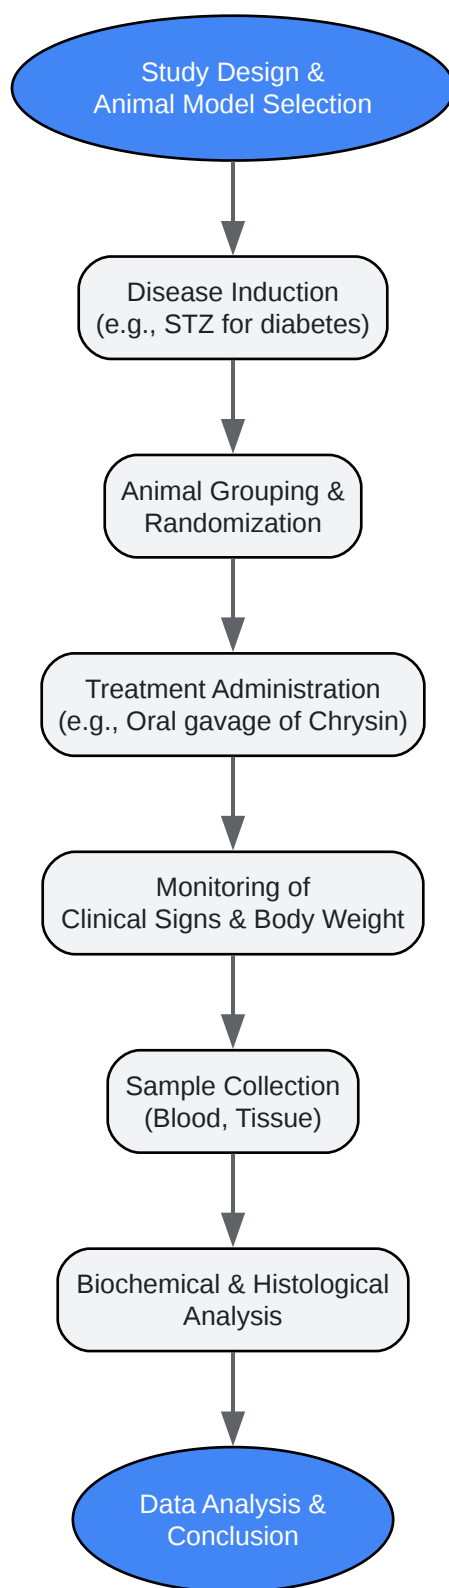 Study Design &
Animal Model Selection
Disease Induction
(e.g., STZ for diabetes)
Animal Grouping &
Randomization
Treatment Administration
(e.g., Oral gavage of Chrysin)
Monitoring of
Clinical Signs & Body Weight
Sample Collection
(Blood, Tissue)
Biochemical & Histological
Analysis
Data Analysis &
Conclusion